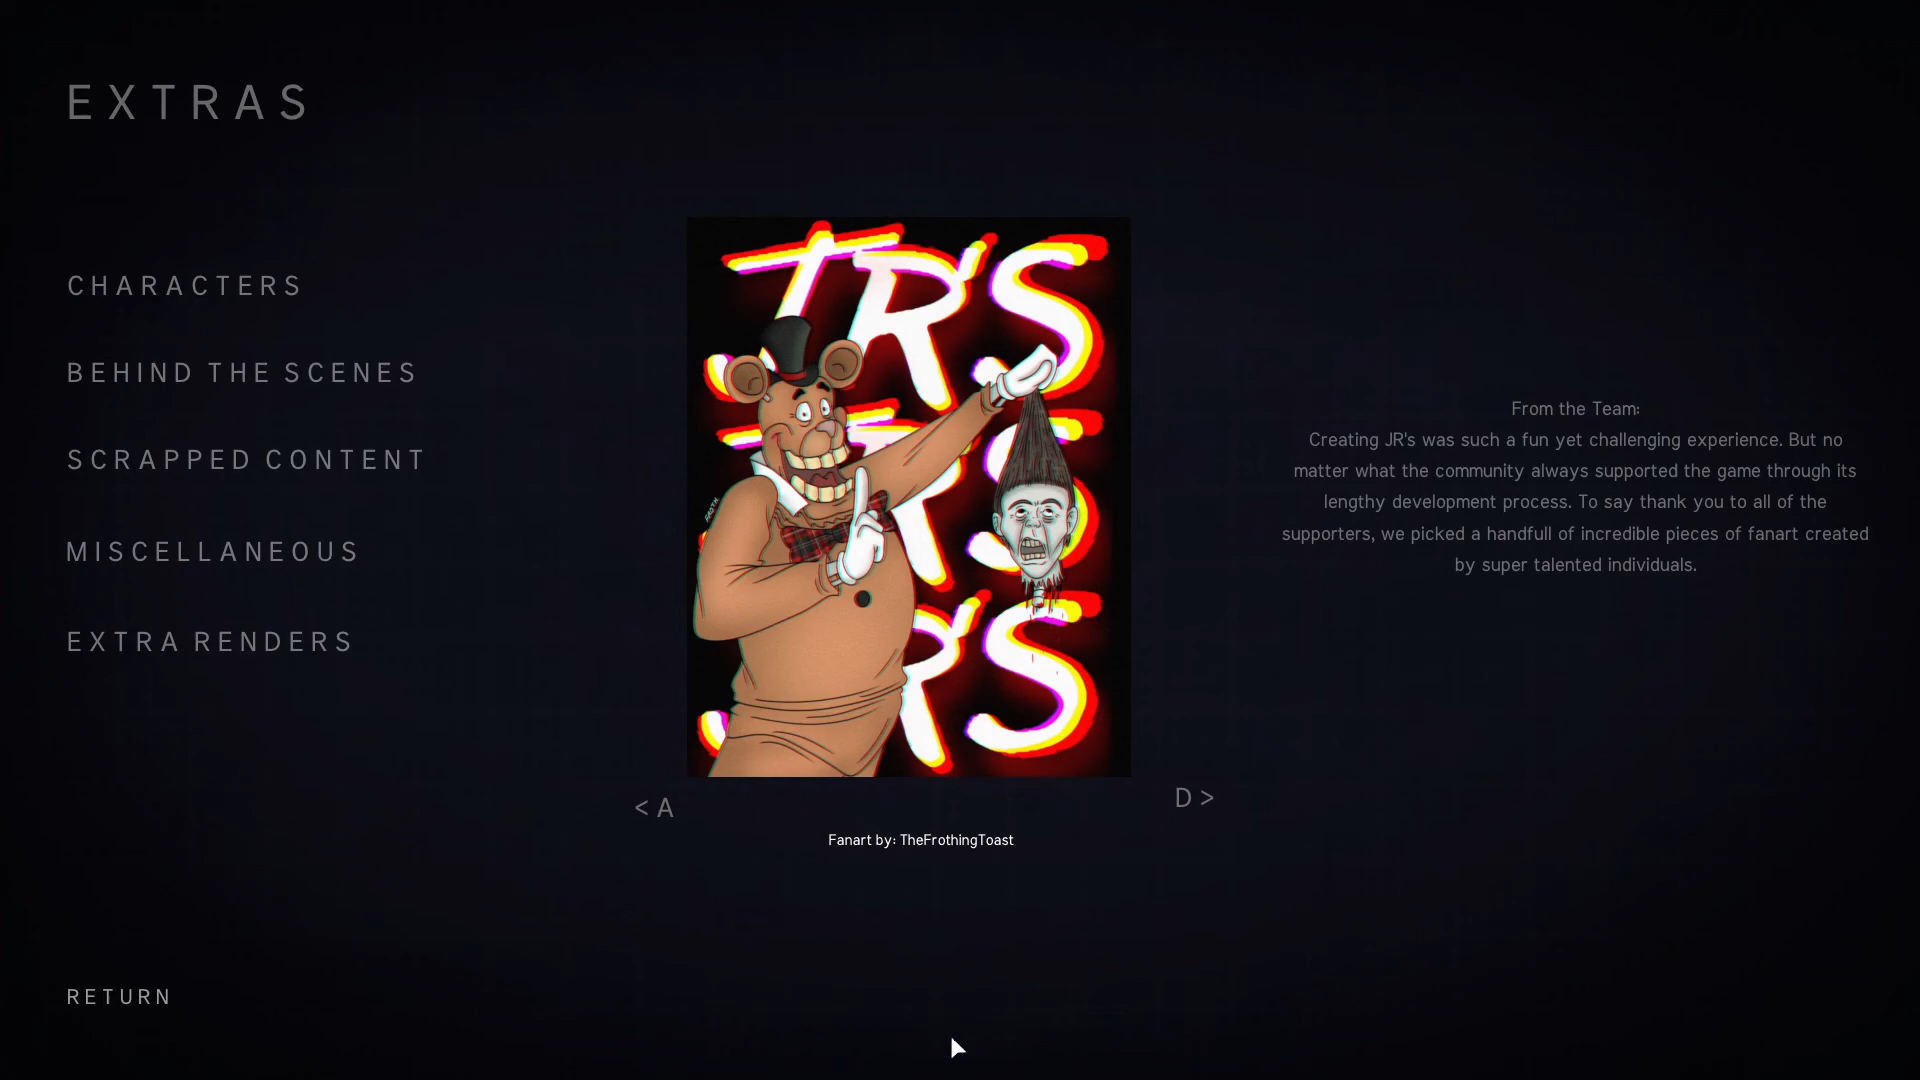 EXTRAS
CHARACTERS
BEHIND THE SCENES
SCRAPPED CONTENT
MISCELLANEOUS
EXTRA RENDERS
RETURN
JR'S
JR'S
JR'S
FROTH
< A
D >
Fanart by: TheFrothingToast
From the Team:
Creating JR's was such a fun yet challenging experience. But no
matter what the community always supported the game through its
lengthy development process. To say thank you to all of the
supporters, we picked a handfull of incredible pieces of fanart created
by super talented individuals.